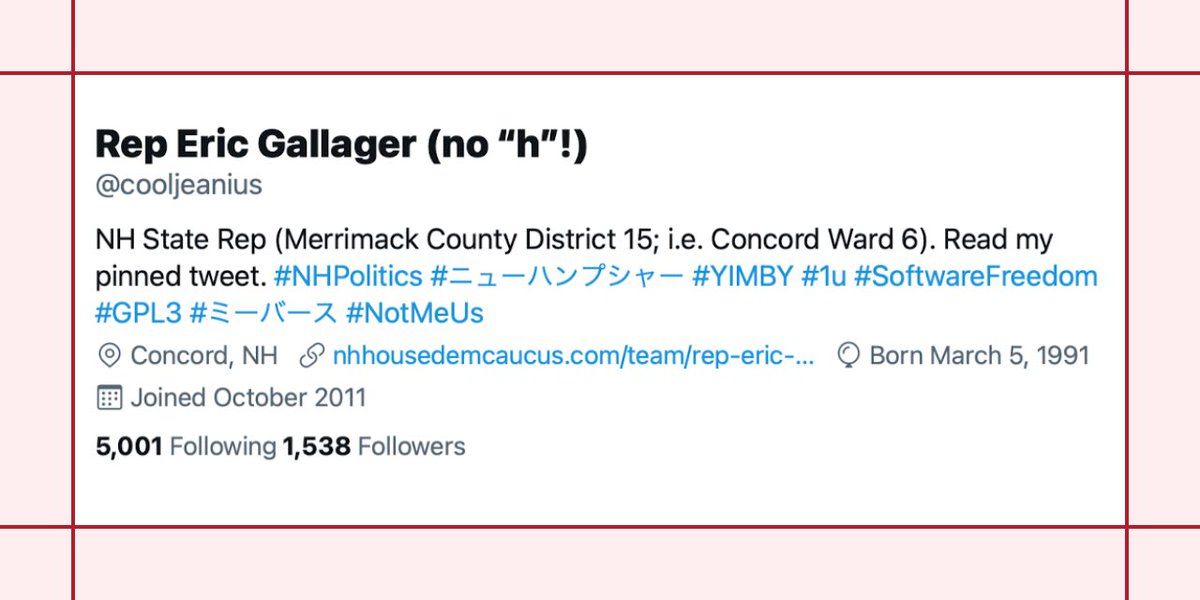 Rep Eric Gallager (no “h”!)
@cooljeanius
NH State Rep (Merrimack County District 15; i.e. Concord Ward 6). Read my
pinned tweet. #NHPolitics #ニューハンプシャー #YIMBY #1u #SoftwareFreedom
#GPL3 #ミーバース #NotMeUs
Concord, NH nhhousedemcaucus.com/team/rep-eric-... Born March 5, 1991
Joined October 2011
5,001 Following 1,538 Followers